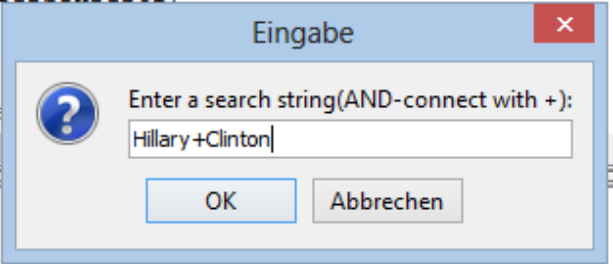 Eingabe
Enter a search string(AND-connect with +):
Hillary+Clinton
OK Abbrechen